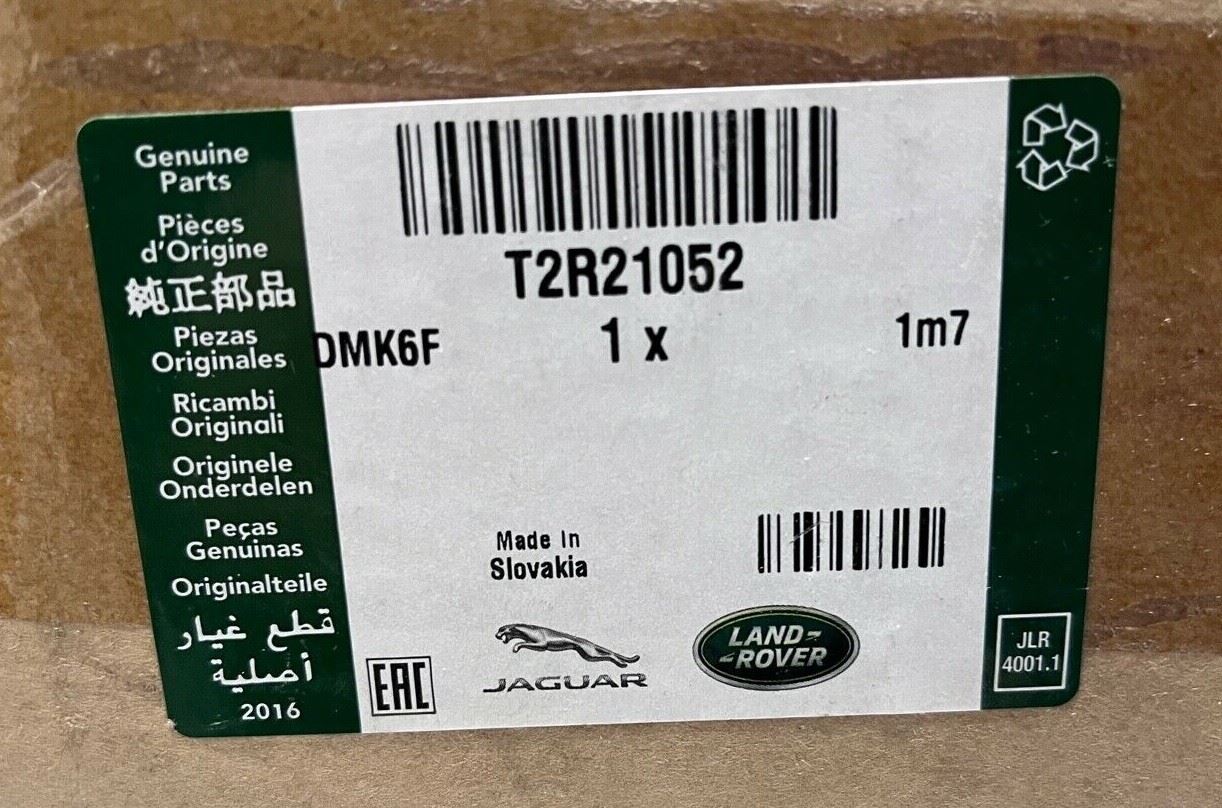 Genuine
Parts
Pièces
d'Origine
純正部品
Piezas
Originales
Ricambi
Originali
Originele
Onderdelen
Peças
Genuinas
Originalteile
قطع غيار
أصلية
2016
T2R21052
DMK6F
1 x
1m7
Made In
Slovakia
EAC
JAGUAR
LAND-
-ROVER
JLR
4001.1